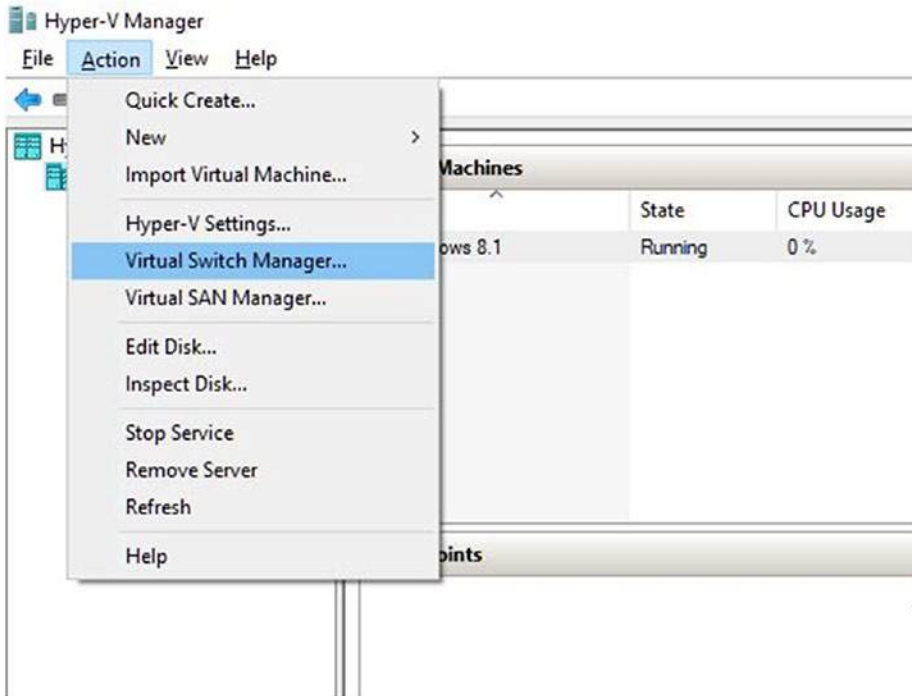 Hyper-V Manager
File Action View Help
Quick Create...
New
Import Virtual Machine...
Hyper-V Settings...
Virtual Switch Manager...
Virtual SAN Manager...
Edit Disk...
Inspect Disk...
Stop Service
Remove Server
Refresh
Help
H
Machines
State CPU Usage
ows 8.1 Running 0 %
oints